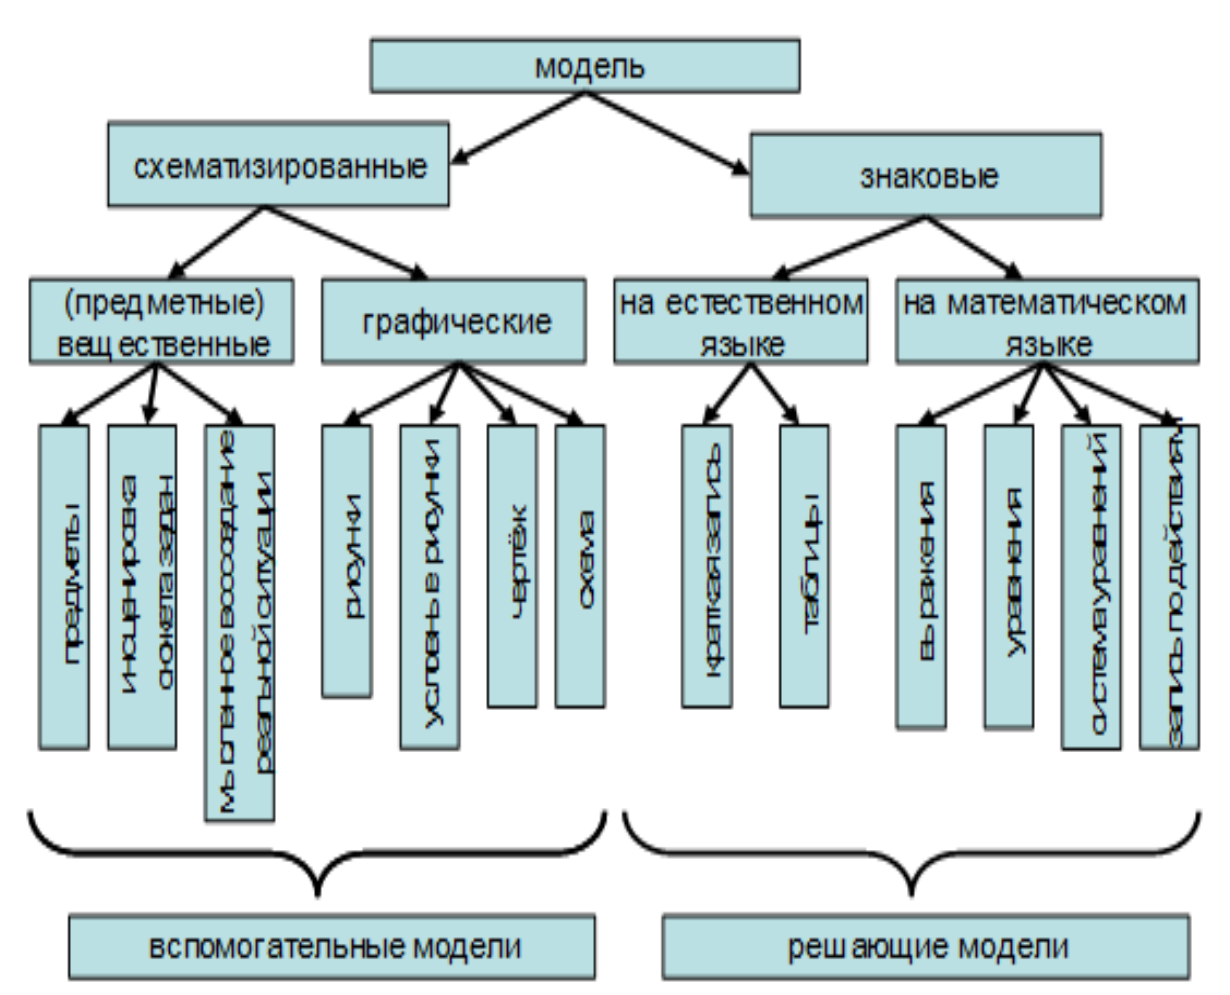 модель
схематизированные
знаковые
(предметные)
вещественные
графические
на естественном
языке
на математическом
языке
предметы
инсценировка
сюжета задач
мысленное воссоздание
реальной ситуации
рисунки
условные рисунки
чертёж
схема
краткая запись
таблицы
выражения
уравнения
система уравнений
запись по действиям
вспомогательные модели
решающие модели